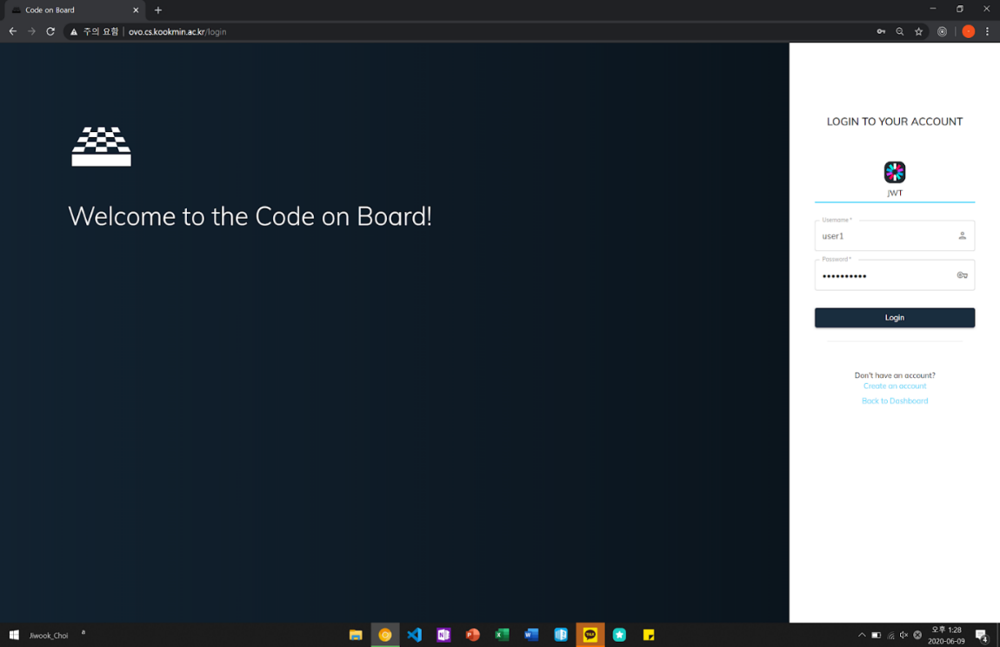 Code on Board
주의 요함
ovo.cs.kookmin.ac.kr/login
Welcome to the Code on Board!
LOGIN TO YOUR ACCOUNT
JWT
Username *
user1
Password *
••••••••••
Login
Don't have an account?
Create an account
Back to Dashboard
Jiwook_Choi
a
N
P
X
W
TALK
오후 1:28
2020-06-09
4